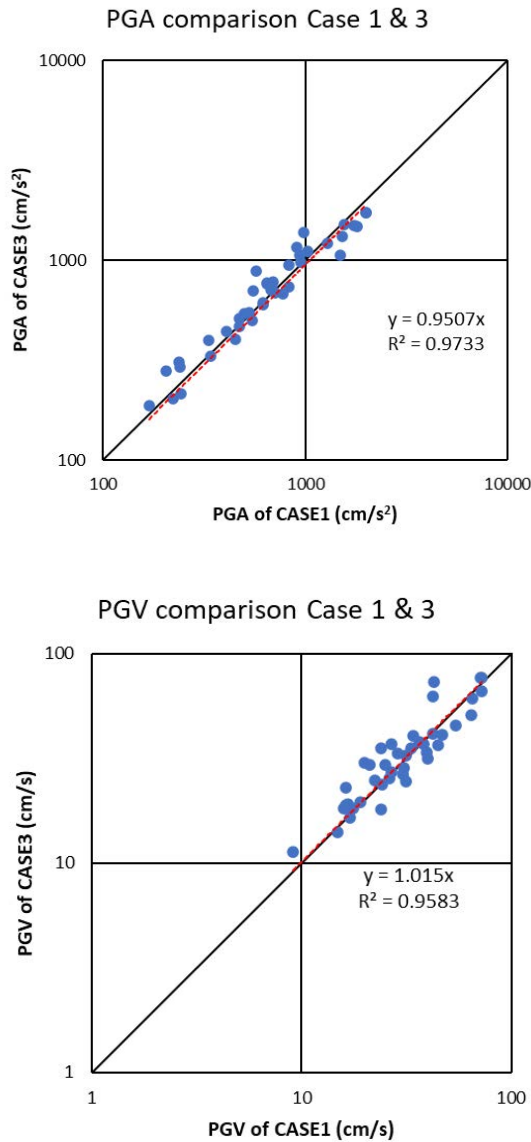 PGA comparison Case 1 & 3
10000
1000
100
PGA of CASE3 (cm/s²)
y = 0.9507x
R² = 0.9733
100
1000
10000
PGA of CASE1 (cm/s²)
PGV comparison Case 1 & 3
100
10
1
PGV of CASE3 (cm/s)
y = 1.015x
R² = 0.9583
1
10
100
PGV of CASE1 (cm/s)